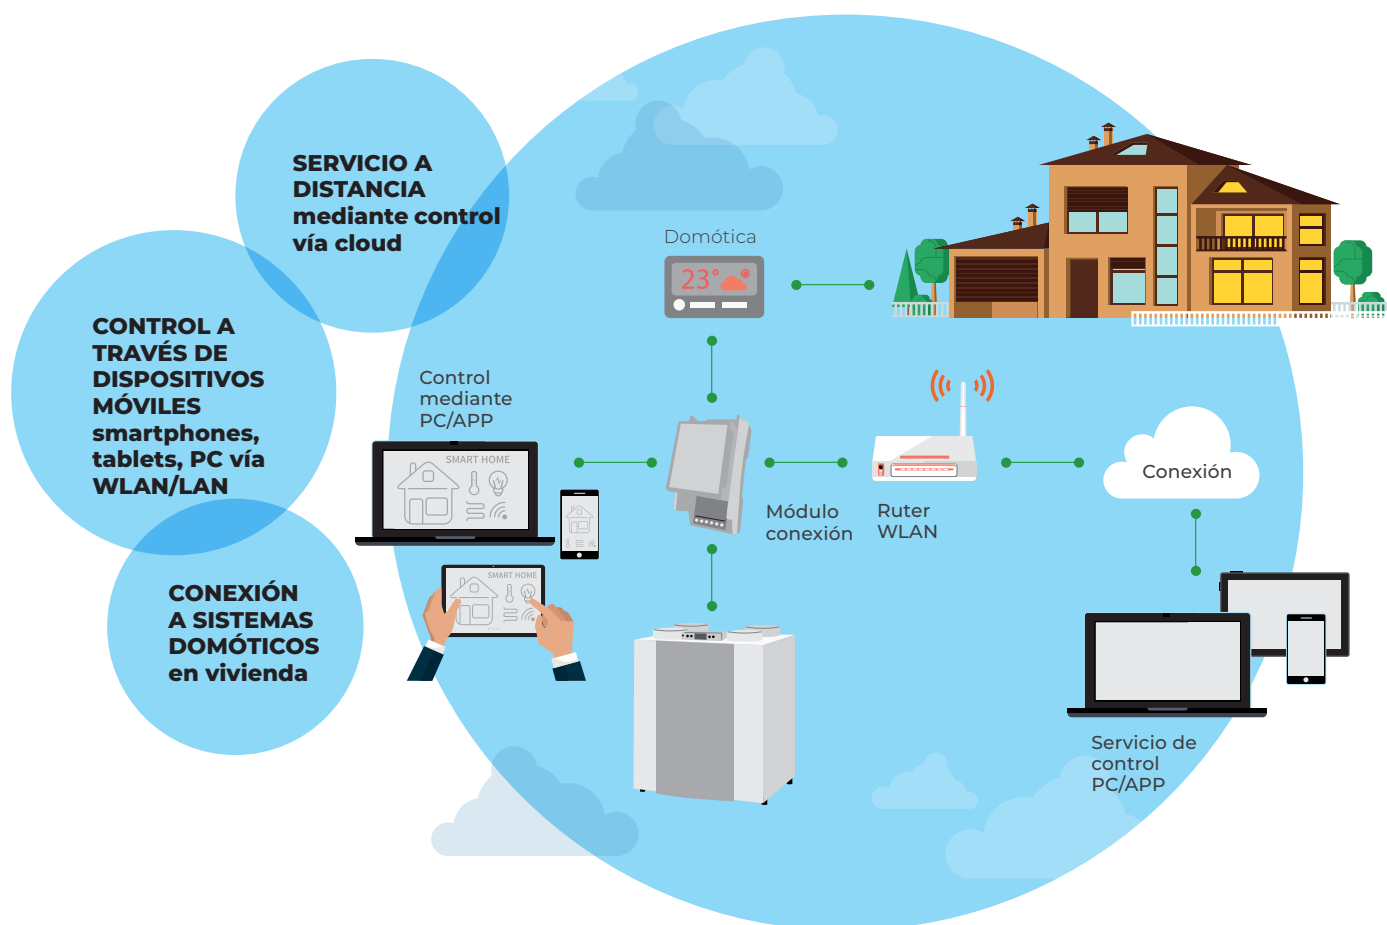 SERVICIO A
DISTANCIA
mediante control
vía cloud
CONTROL A
TRAVÉS DE
DISPOSITIVOS
MÓVILES
smartphones,
tablets, PC vía
WLAN/LAN
CONEXIÓN
A SISTEMAS
DOMÓTICOS
en vivienda
Domótica
23°
Control
mediante
PC/APP
SMART HOME
SMART HOME
Módulo
conexión
Ruter
WLAN
Conexión
Servicio de
control
PC/APP